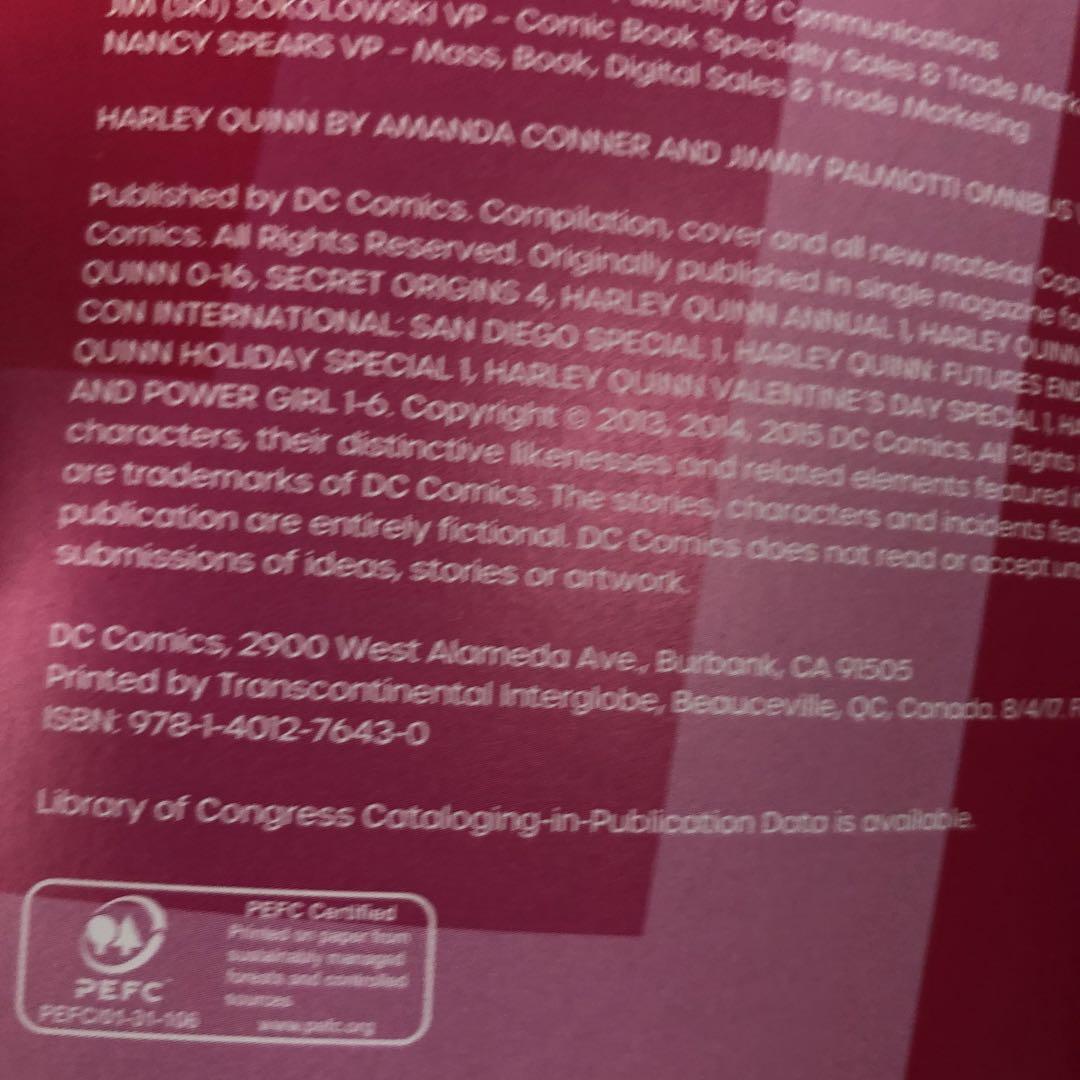 Publicity & Communications
JIM (SKI) SOKOLOWSKI VP – Comic Book Specialty Sales & Trade Mark
NANCY SPEARS VP – Mass, Book, Digital Sales & Trade Marketing
HARLEY QUINN BY AMANDA CONNER AND JIMMY PALMIOTTI OMNIBUS
Published by DC Comics. Compilation, cover and all new material Cop
Comics. All Rights Reserved. Originally published in single magazine fo
QUINN 0-16, SECRET ORIGINS 4, HARLEY QUINN ANNUAL 1, HARLEY QUINN
CON INTERNATIONAL: SAN DIEGO SPECIAL 1, HARLEY QUINN: FUTURES END
QUINN HOLIDAY SPECIAL 1, HARLEY QUINN VALENTINE'S DAY SPECIAL 1, HA
AND POWER GIRL 1-6. Copyright © 2013, 2014, 2015 DC Comics. All Rights
characters, their distinctive likenesses and related elements featured i
are trademarks of DC Comics. The stories, characters and incidents fea
publication are entirely fictional. DC Comics does not read or accept uns
submissions of ideas, stories or artwork.
DC Comics, 2900 West Alameda Ave., Burbank, CA 91505
Printed by Transcontinental Interglobe, Beauceville, QC, Canada. 8/4/17. F
ISBN: 978-1-4012-7643-0
Library of Congress Cataloging-in-Publication Data is available.
PEFC Certified
Printed on paper from
sustainably managed
forests and controlled
sources
www.pefc.org
PEFC™
PEFC/01-31-106